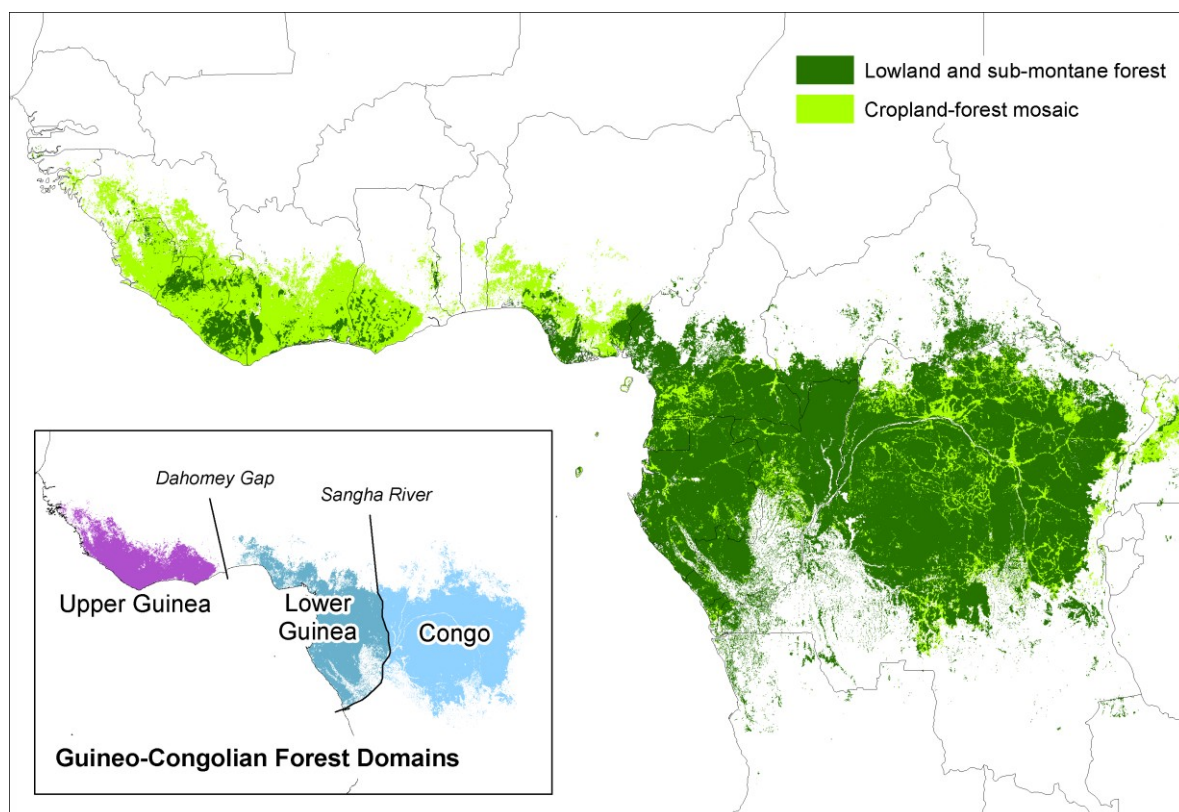 Lowland and sub-montane forest
Cropland-forest mosaic
Dahomey Gap
Sangha River
Upper Guinea
Lower
Guinea
Congo
Guineo-Congolian Forest Domains